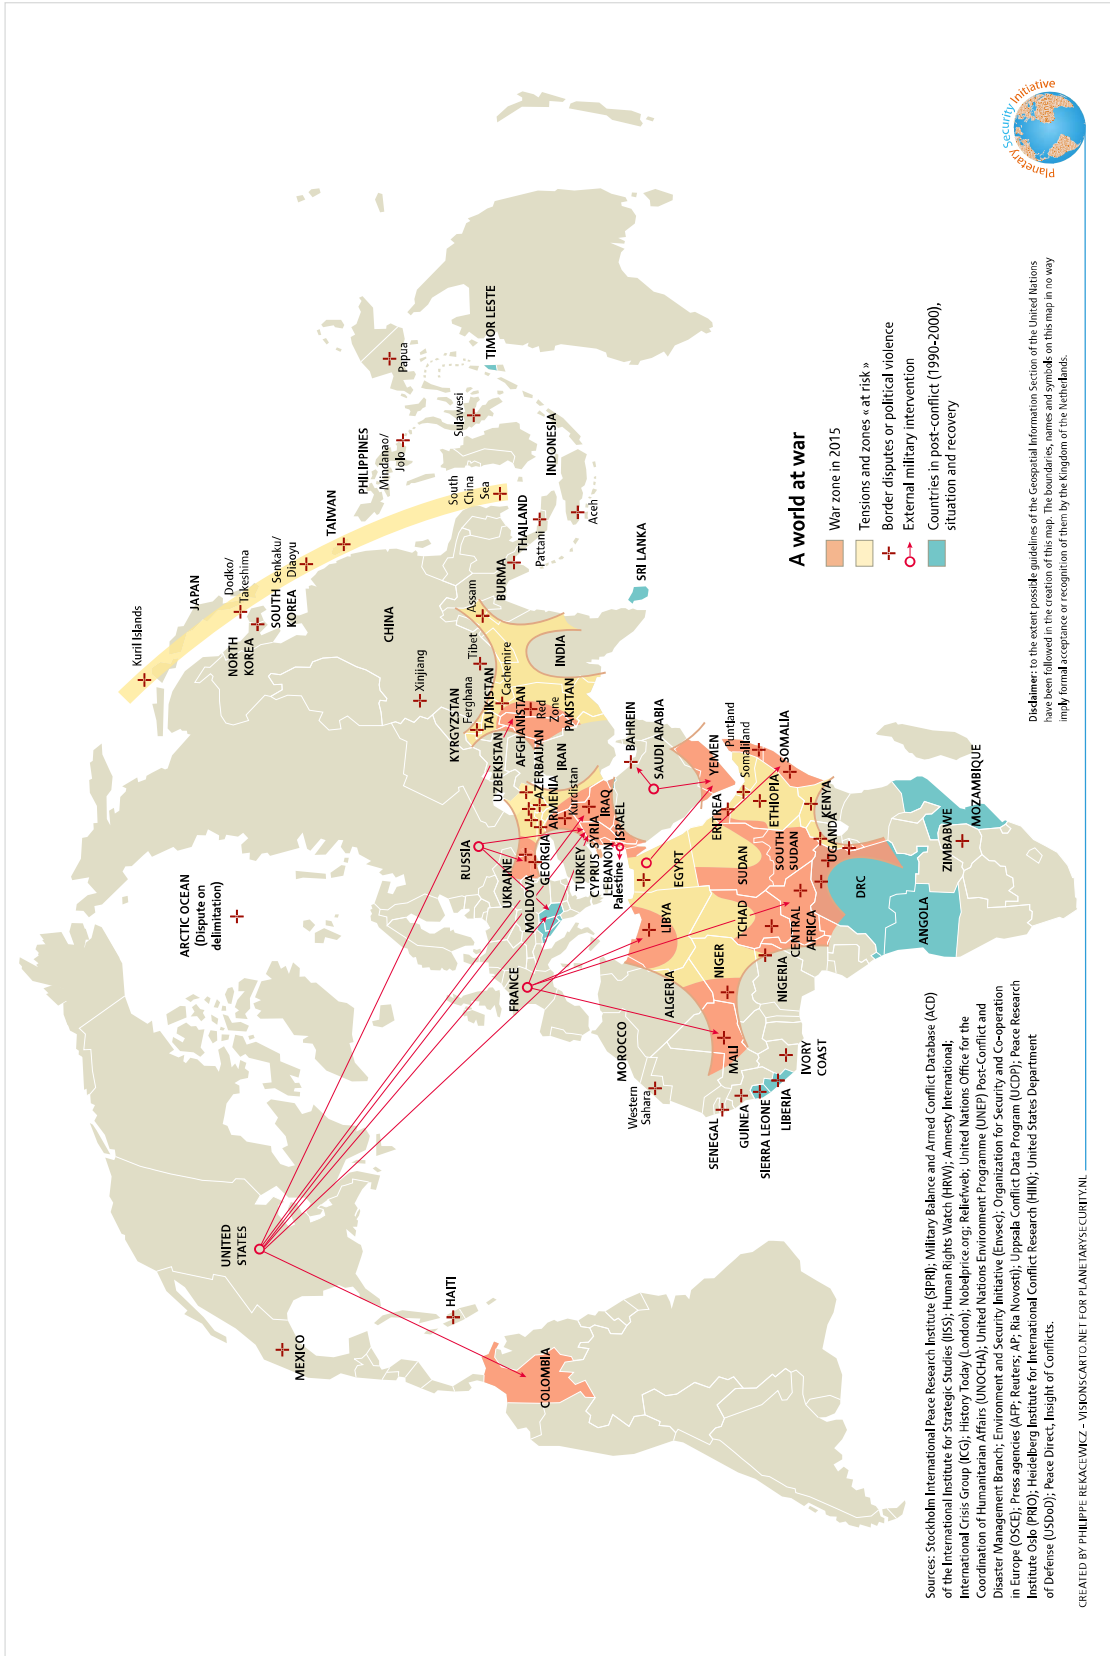 ARCTIC OCEAN
(Dispute on
delimitation)
UNITED
STATES
MEXICO
HAITI
COLOMBIA
RUSSIA
UKRAINE
MOLDOVA
GEORGIA
FRANCE
TURKEY
CYPRUS
SYRIA
LEBANON
Palestine
ISRAEL
IRAQ
ARMENIA
AZERBAIJAN
Kurdistan
IRAN
UZBEKISTAN
AFGHANISTAN
TAJIKISTAN
KYRGYZSTAN
Ferghana
Cachemire
Red
Zone
PAKISTAN
Tibet
Xinjiang
CHINA
INDIA
Assam
BURMA
THAILAND
Pattani
SRI LANKA
Aceh
INDONESIA
South
China
Sea
Sulawesi
PHILIPPINES
Mindanao/
Jolo
Papua
TIMOR LESTE
TAIWAN
Senkaku/
Diaoyu
SOUTH
KOREA
NORTH
KOREA
Dodko/
Takeshima
JAPAN
Kuril Islands
BAHREIN
SAUDI ARABIA
YEMEN
Puntland
Somaliland
SOMALIA
ERITREA
ETHIOPIA
KENYA
UGANDA
SOUTH
SUDAN
SUDAN
EGYPT
LIBYA
TCHAD
CENTRAL
AFRICA
NIGER
NIGERIA
ALGERIA
MOROCCO
Western
Sahara
MALI
SENEGAL
GUINEA
SIERRA LEONE
LIBERIA
IVORY
COAST
DRC
ANGOLA
ZIMBABWE
MOZAMBIQUE
A world at war
War zone in 2015
Tensions and zones « at risk »
Border disputes or political violence
External military intervention
Countries in post-conflict (1990-2000),
situation and recovery
Sources: Stockholm International Peace Research Institute (SIPRI); Military Balance and Armed Conflict Database (ACD)
of the International Institute for Strategic Studies (IISS); Human Rights Watch (HRW); Amnesty International;
International Crisis Group (ICG); History Today (London); Nobelprice.org; Reliefweb; United Nations Office for the
Coordination of Humanitarian Affairs (UNOCHA); United Nations Environment Programme (UNEP) Post-Conflict and
Disaster Management Branch; Environment and Security Initiative (Envsec); Organization for Security and Co-operation
in Europe (OSCE); Press agencies (AFP; Reuters; AP; Ria Novosti); Uppsala Conflict Data Program (UCDP); Peace Research
Institute Oslo (PRIO); Heidelberg Institute for International Conflict Research (HIIK); United States Department
of Defense (USDoD); Peace Direct, Insight of Conflicts.
Disclaimer: to the extent possible guidelines of the Geospatial Information Section of the United Nations
have been followed in the creation of this map. The boundaries, names and symbols on this map in no way
imply formal acceptance or recognition of them by the Kingdom of the Netherlands.
CREATED BY PHILIPPE REKACEWICZ – VISIONSCARTO.NET FOR PLANETARYSECURITY.NL
Planetary Security Initiative